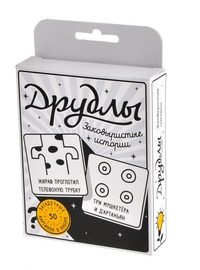 Друдлы
Заковыристые
истории
ЖИРАФ ПРОГЛОТИЛ
ТЕЛЕФОННУЮ ТРУБКУ
ТРИ МУШКЕТЁРА
И ДАРТАНЬЯН
50